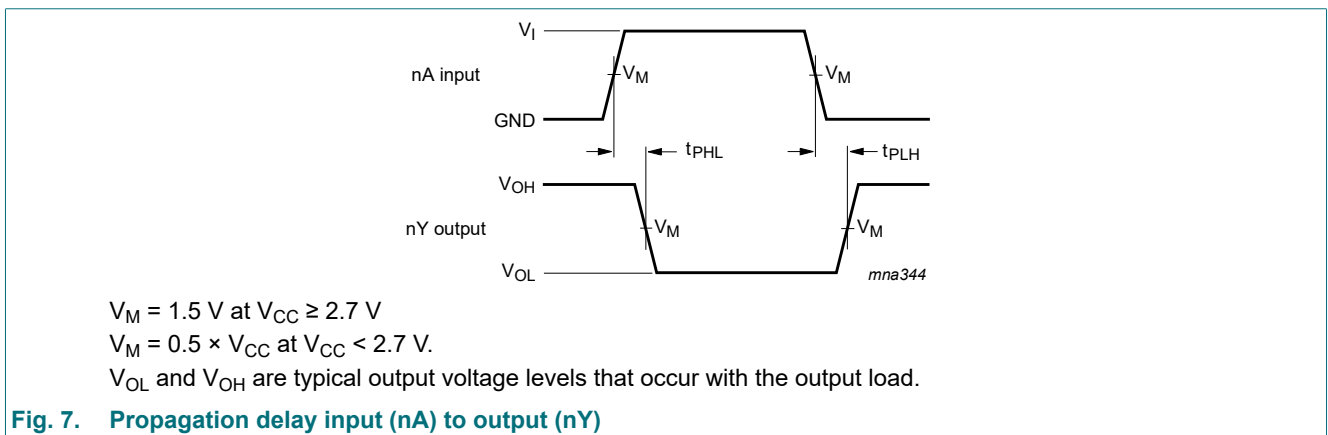 V_I
nA input
V_M V_M
GND
t_PHL t_PLH
V_OH
nY output
V_M V_M
V_OL
mna344
V_M = 1.5 V at V_CC ≥ 2.7 V
V_M = 0.5 × V_CC at V_CC < 2.7 V.
V_OL and V_OH are typical output voltage levels that occur with the output load.
Fig. 7. Propagation delay input (nA) to output (nY)